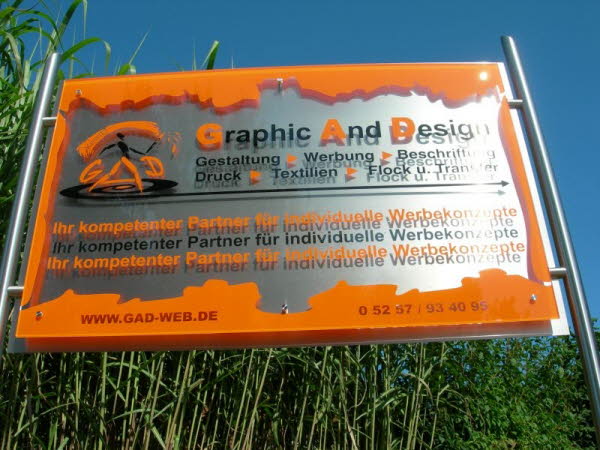 GAD
Graphic And Design
Gestaltung Werbung Beschriftung
Druck Textilien Flock u. Transfer
Ihr kompetenter Partner für individuelle Werbekonzepte
Ihr kompetenter Partner für individuelle Werbekonzepte
Ihr kompetenter Partner für individuelle Werbekonzepte
WWW.GAD-WEB.DE 0 52 57 / 93 40 95